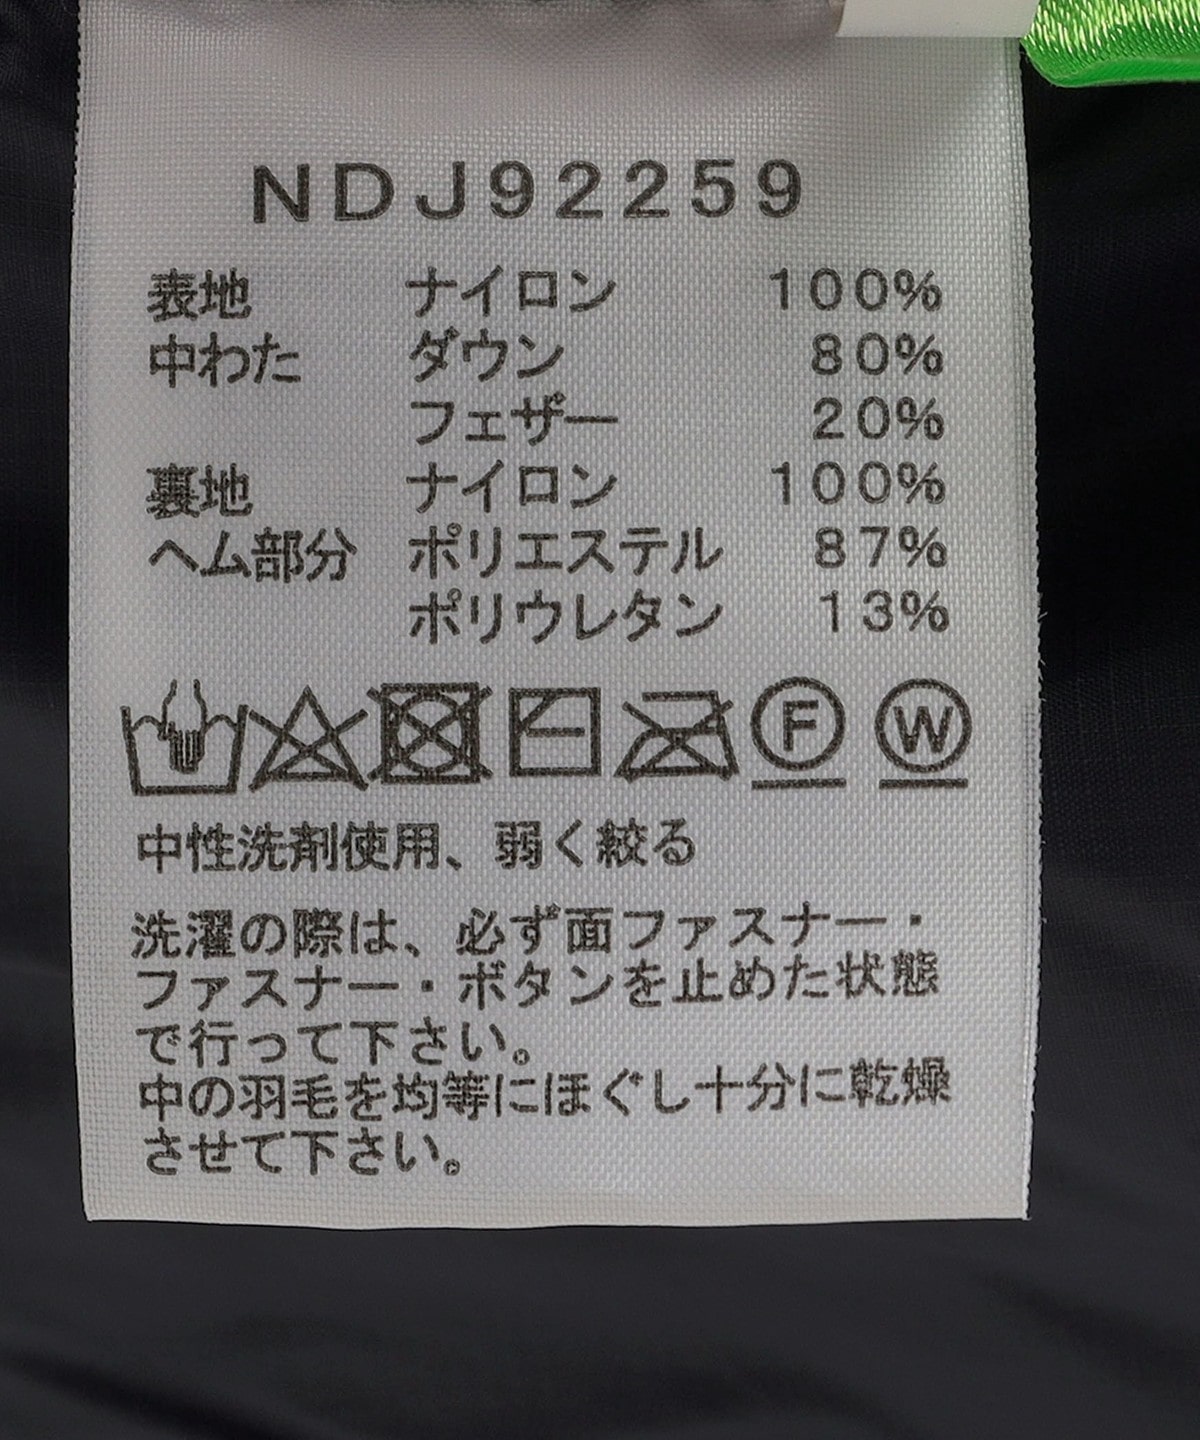 NDJ92259
表地 ナイロン 100%
中わた ダウン 80%
フェザー 20%
裏地 ナイロン 100%
ヘム部分 ポリエステル 87%
ポリウレタン 13%
F W
中性洗剤使用、弱く絞る
洗濯の際は、必ず面ファスナー・
ファスナー・ボタンを止めた状態
で行って下さい。
中の羽毛を均等にほぐし十分に乾燥
させて下さい。